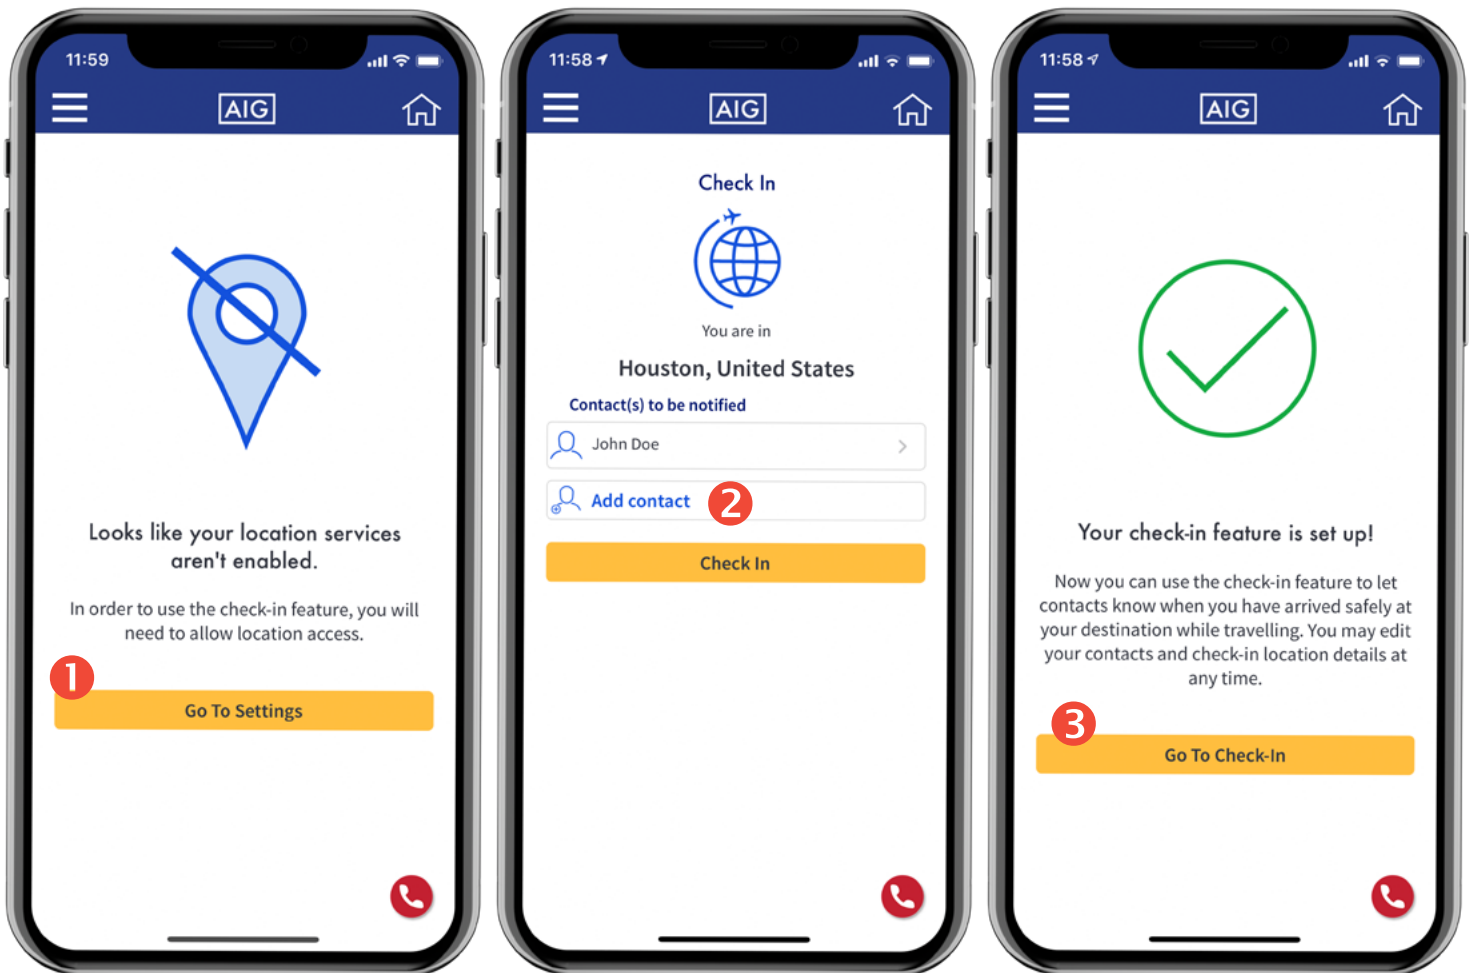 11:59
AIG
Looks like your location services
aren't enabled.
In order to use the check-in feature, you will
need to allow location access.
1
Go To Settings
11:58
AIG
Check In
You are in
Houston, United States
Contact(s) to be notified
John Doe
Add contact
2
Check In
11:58
AIG
Your check-in feature is set up!
Now you can use the check-in feature to let
contacts know when you have arrived safely at
your destination while travelling. You may edit
your contacts and check-in location details at
any time.
3
Go To Check-In